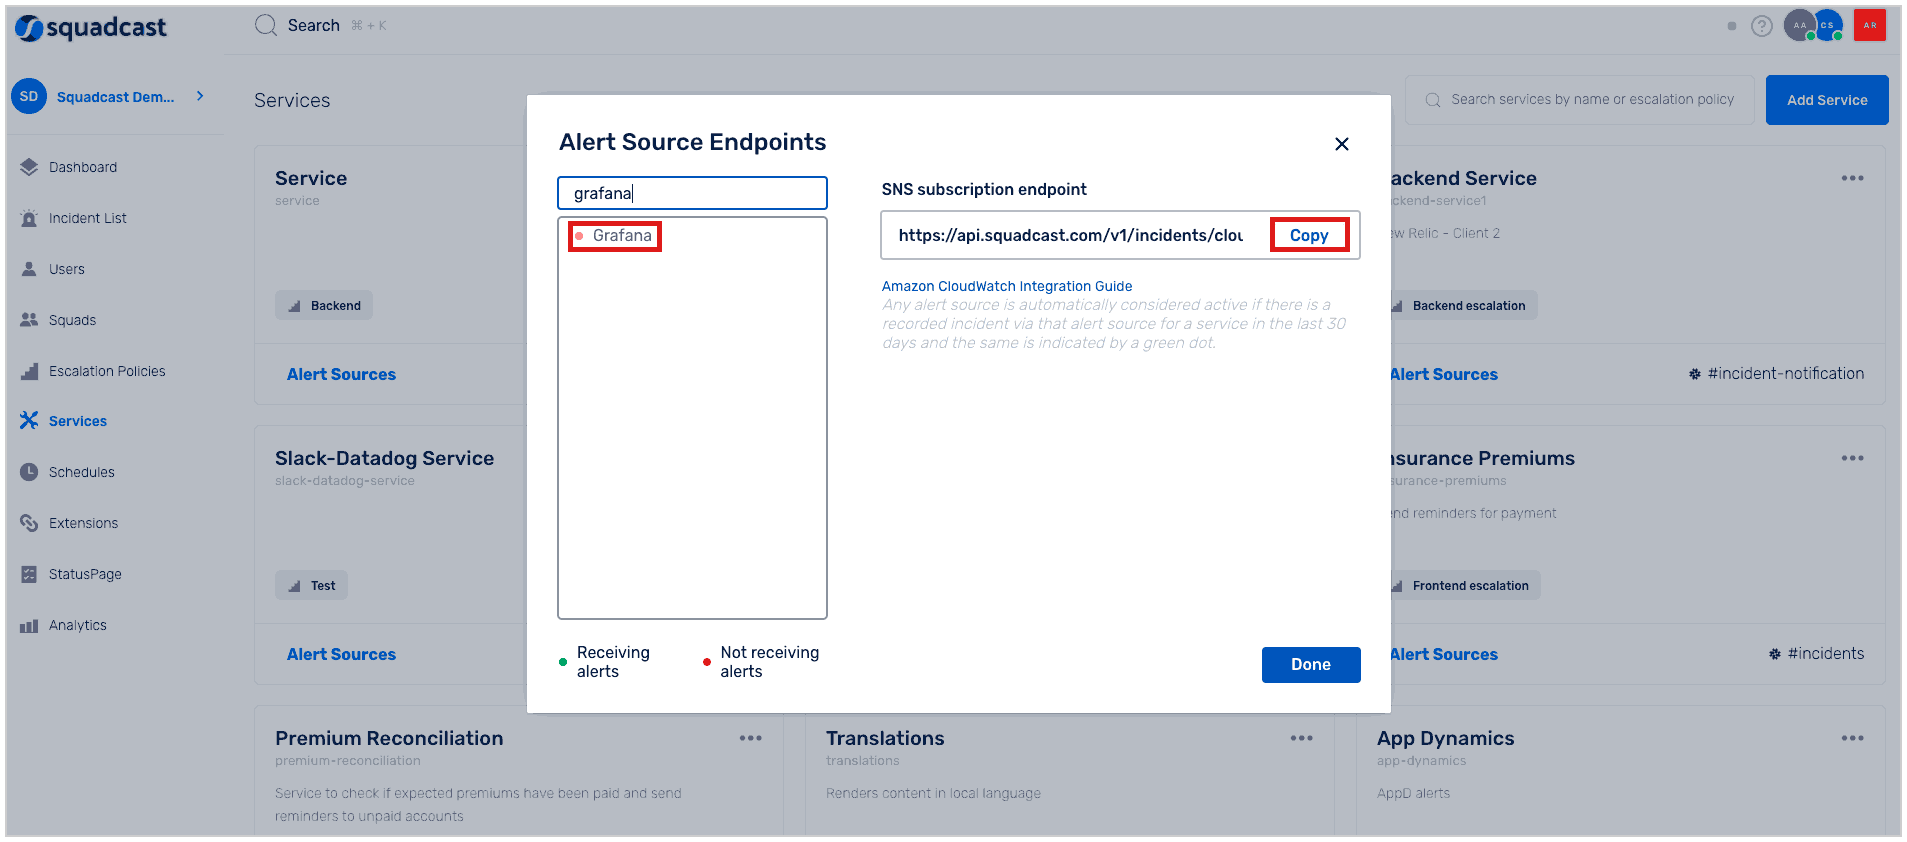 squadcast
Search ⌘ + K
?
AA
CS
AR
SD
Squadcast Dem...
Services
Search services by name or escalation policy
Add Service
Dashboard
Incident List
Users
Squads
Escalation Policies
Services
Schedules
Extensions
StatusPage
Analytics
Service
service
Backend
Alert Sources
Slack-Datadog Service
slack-datadog-service
Test
Alert Sources
Alert Source Endpoints
grafana
Grafana
Receiving
alerts
Not receiving
alerts
SNS subscription endpoint
https://api.squadcast.com/v1/incidents/clou
Copy
Amazon CloudWatch Integration Guide
Any alert source is automatically considered active if there is a
recorded incident via that alert source for a service in the last 30
days and the same is indicated by a green dot.
Done
ackend Service
ckend-service1
ew Relic - Client 2
Backend escalation
Alert Sources
#incident-notification
nsurance Premiums
surance-premiums
end reminders for payment
Frontend escalation
Alert Sources
#incidents
Premium Reconciliation
premium-reconciliation
Service to check if expected premiums have been paid and send
reminders to unpaid accounts
Translations
translations
Renders content in local language
App Dynamics
app-dynamics
AppD alerts